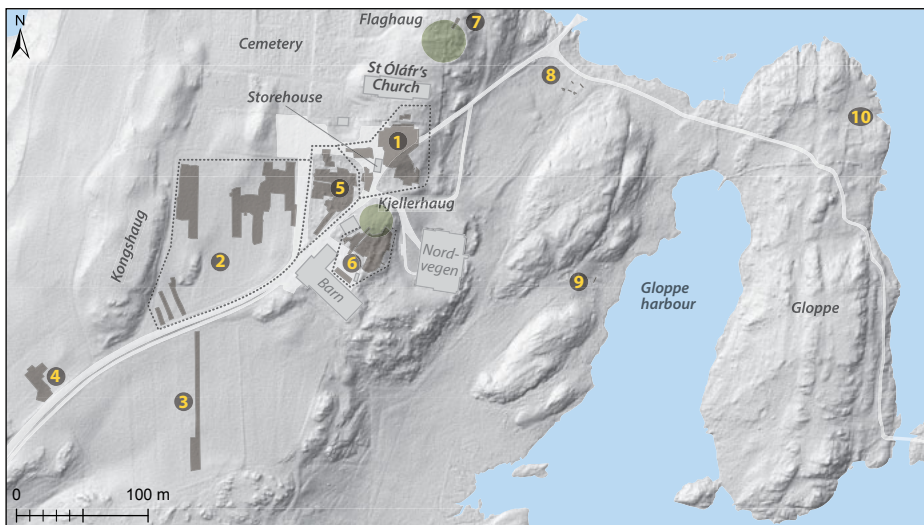 N
Flaghaug
7
Cemetery
8
St Óláfr's
Church
Storehouse
10
1
5
Kjellerhaug
Kongshaug
2
6
Nord-
vegen
Barn
9
Gloppe
harbour
Gloppe
4
3
0
100 m